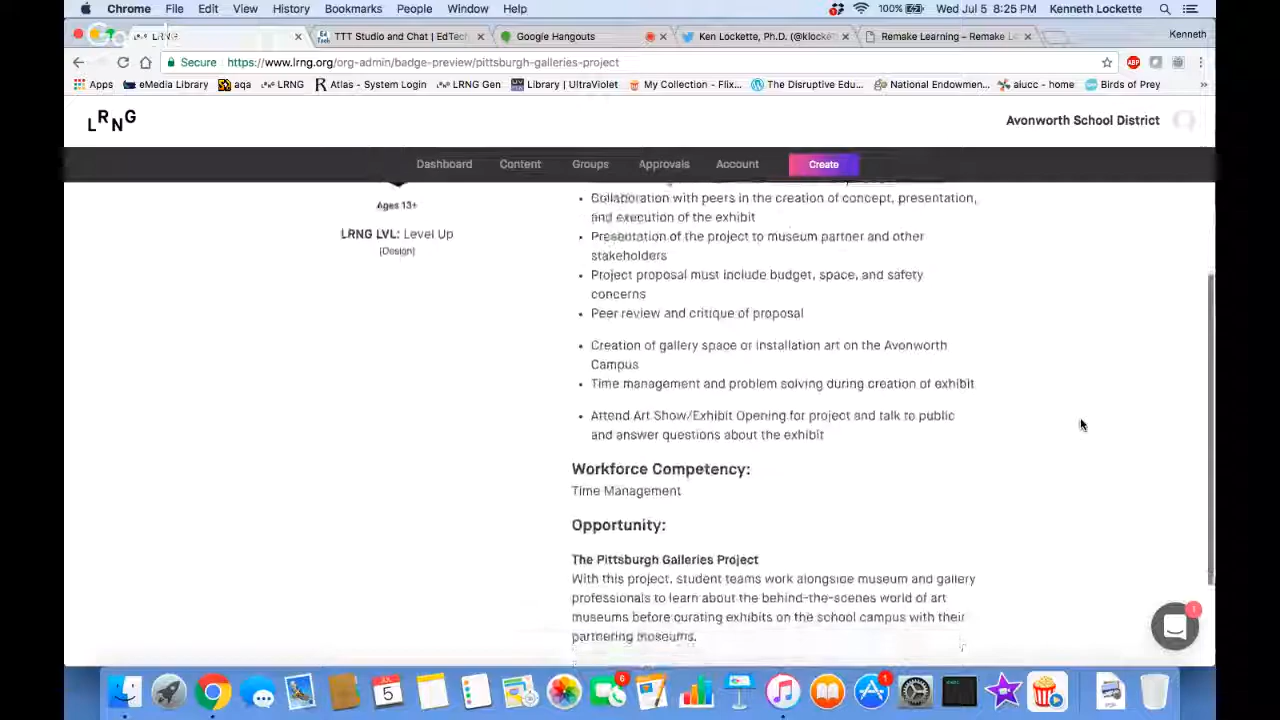 Chrome File Edit View History Bookmarks People Window Help 100% Wed Jul 5 8:25 PM Kenneth Lockette
TTT Studio and Chat | EdTech Google Hangouts Ken Lockette, Ph.D. (@klocke Remake Learning – Remake Le Kenneth
Secure https://www.lrng.org/org-admin/badge-preview/pittsburgh-galleries-project
Apps eMedia Library aqa LRNG Atlas - System Login LRNG Gen Library | UltraViolet My Collection - Flix... The Disruptive Edu... National Endowmen... aiucc - home Birds of Prey
LRNG Avonworth School District
Dashboard Content Groups Approvals Account Create
Ages 13+
LRNG LVL: Level Up
(Design)
• Collaboration with peers in the creation of concept, presentation,
and execution of the exhibit
• Presentation of the project to museum partner and other
stakeholders
• Project proposal must include budget, space, and safety
concerns
• Peer review and critique of proposal
• Creation of gallery space or installation art on the Avonworth
Campus
• Time management and problem solving during creation of exhibit
• Attend Art Show/Exhibit Opening for project and talk to public
and answer questions about the exhibit
Workforce Competency:
Time Management
Opportunity:
The Pittsburgh Galleries Project
With this project, student teams work alongside museum and gallery
professionals to learn about the behind-the-scenes world of art
museums before curating exhibits on the school campus with their
partnering museums.
1
JUL
5
6
1